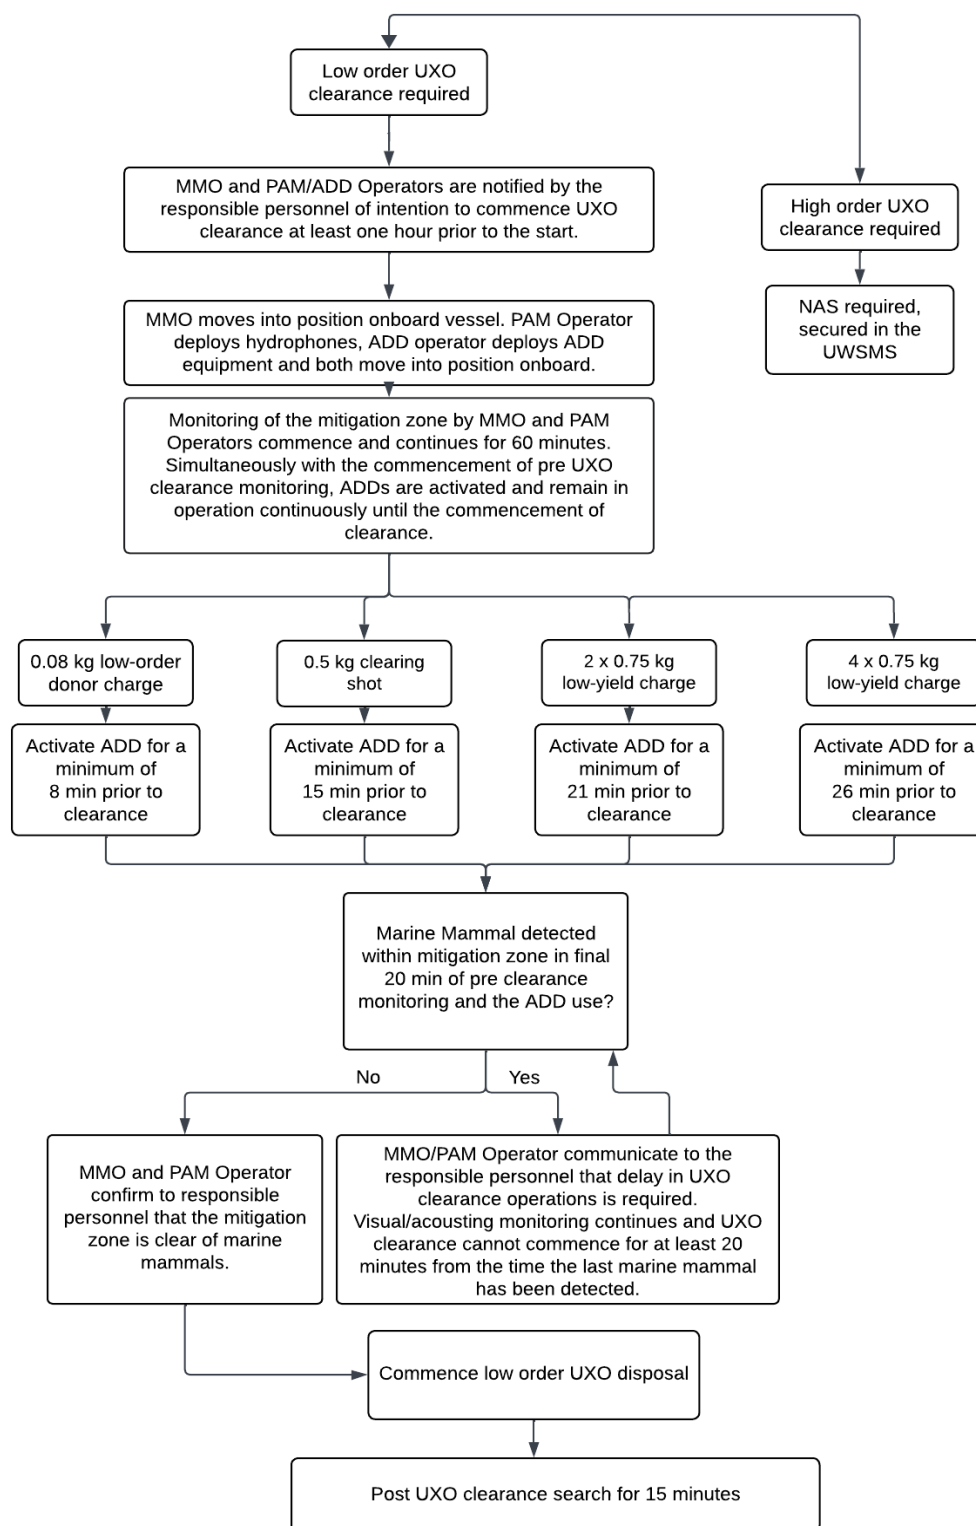 Low order UXO
clearance required
MMO and PAM/ADD Operators are notified by the
responsible personnel of intention to commence UXO
clearance at least one hour prior to the start.
High order UXO
clearance required
NAS required,
secured in the
UWSMS
MMO moves into position onboard vessel. PAM Operator
deploys hydrophones, ADD operator deploys ADD
equipment and both move into position onboard.
Monitoring of the mitigation zone by MMO and PAM
Operators commence and continues for 60 minutes.
Simultaneously with the commencement of pre UXO
clearance monitoring, ADDs are activated and remain in
operation continuously until the commencement of
clearance.
0.08 kg low-order
donor charge
0.5 kg clearing
shot
2 x 0.75 kg
low-yield charge
4 x 0.75 kg
low-yield charge
Activate ADD for a
minimum of
8 min prior to
clearance
Activate ADD for a
minimum of
15 min prior to
clearance
Activate ADD for a
minimum of
21 min prior to
clearance
Activate ADD for a
minimum of
26 min prior to
clearance
Marine Mammal detected
within mitigation zone in final
20 min of pre clearance
monitoring and the ADD use?
No
Yes
MMO and PAM Operator
confirm to responsible
personnel that the mitigation
zone is clear of marine
mammals.
MMO/PAM Operator communicate to the
responsible personnel that delay in UXO
clearance operations is required.
Visual/acousting monitoring continues and UXO
clearance cannot commence for at least 20
minutes from the time the last marine mammal
has been detected.
Commence low order UXO disposal
Post UXO clearance search for 15 minutes